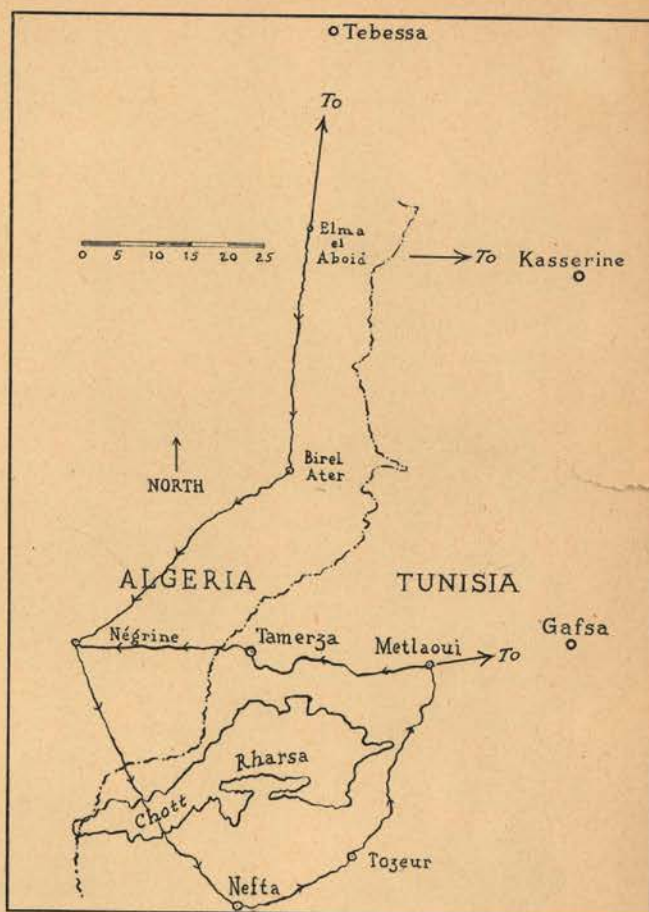 Tebessa
To
Elma
el
Aboid
0 5 10 15 20 25
To
Kasserine
Birel
Ater
NORTH
ALGERIA
TUNISIA
Négrine
Tamerza
Metlaoui
To
Gafsa
Rharsa
Chott
Tozeur
Nefta